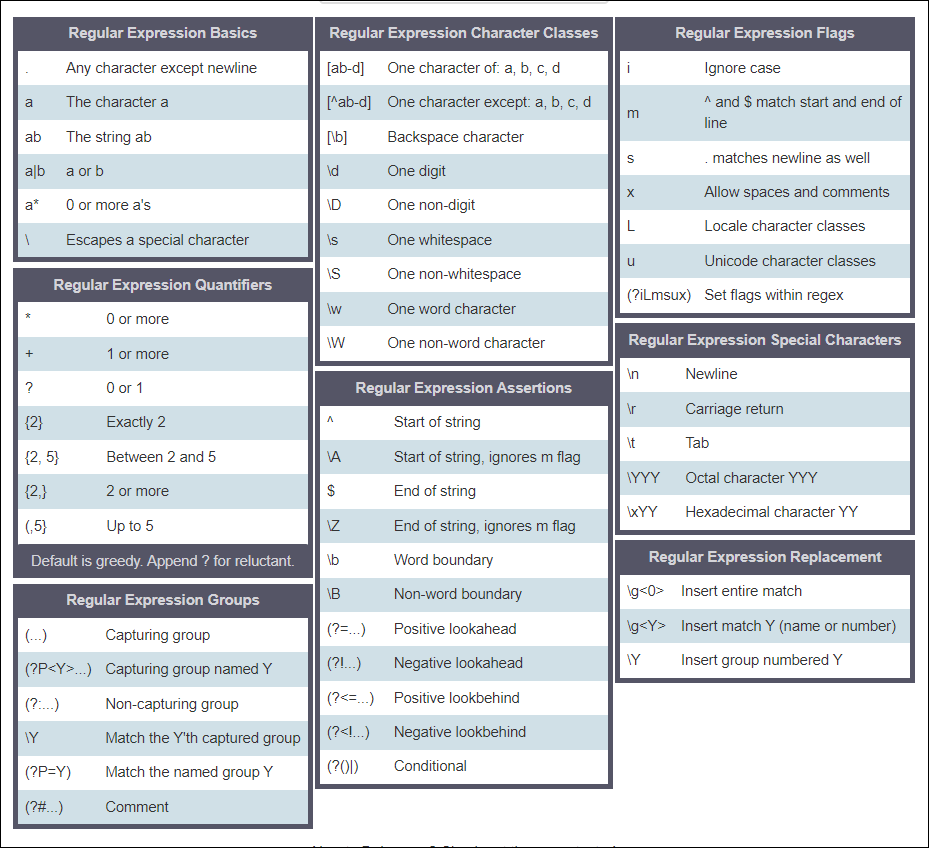 Regular Expression Basics
. Any character except newline
a The character a
ab The string ab
a|b a or b
a* 0 or more a's
\ Escapes a special character
Regular Expression Quantifiers
* 0 or more
+ 1 or more
? 0 or 1
{2} Exactly 2
{2, 5} Between 2 and 5
{2,} 2 or more
(,5} Up to 5
Default is greedy. Append ? for reluctant.
Regular Expression Groups
(...) Capturing group
(?P<Y>...) Capturing group named Y
(?:...) Non-capturing group
\Y Match the Y'th captured group
(?P=Y) Match the named group Y
(?#...) Comment
Regular Expression Character Classes
[ab-d] One character of: a, b, c, d
[^ab-d] One character except: a, b, c, d
[\b] Backspace character
\d One digit
\D One non-digit
\s One whitespace
\S One non-whitespace
\w One word character
\W One non-word character
Regular Expression Assertions
^ Start of string
\A Start of string, ignores m flag
$ End of string
\Z End of string, ignores m flag
\b Word boundary
\B Non-word boundary
(?=...) Positive lookahead
(?!...) Negative lookahead
(?<=...) Positive lookbehind
(?<!...) Negative lookbehind
(?()|) Conditional
Regular Expression Flags
i Ignore case
m ^ and $ match start and end of
line
s . matches newline as well
x Allow spaces and comments
L Locale character classes
u Unicode character classes
(?iLmsux) Set flags within regex
Regular Expression Special Characters
\n Newline
\r Carriage return
\t Tab
\YYY Octal character YYY
\xYY Hexadecimal character YY
Regular Expression Replacement
\g<0> Insert entire match
\g<Y> Insert match Y (name or number)
\Y Insert group numbered Y